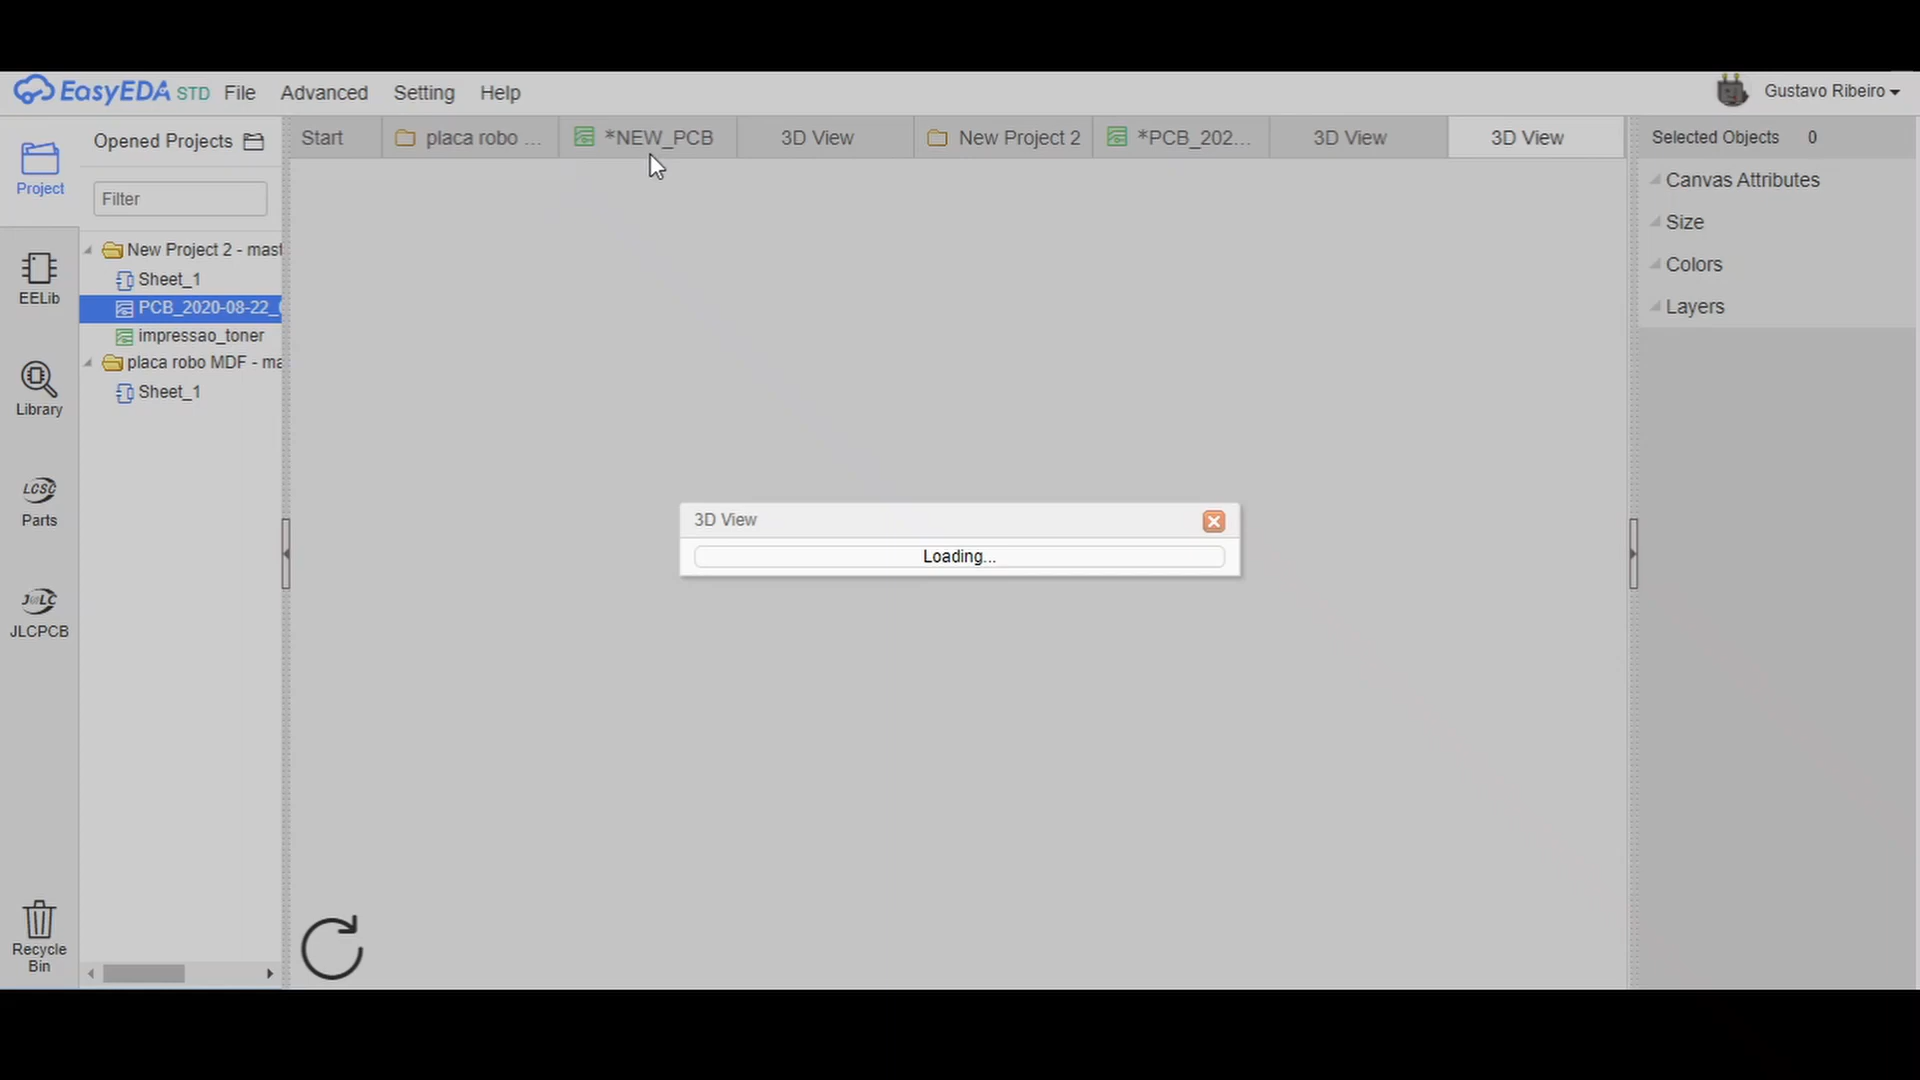 EasyEDA STD File Advanced Setting Help Gustavo Ribeiro
Start placa robo ... *NEW_PCB 3D View New Project 2 *PCB_202... 3D View 3D View
Opened Projects
Filter
New Project 2 - mast
Sheet_1
PCB_2020-08-22_
impressao_toner
placa robo MDF - ma
Sheet_1
Project
EELib
Library
LCSC
Parts
JLCPCB
Recycle
Bin
3D View
Loading...
Selected Objects 0
Canvas Attributes
Size
Colors
Layers